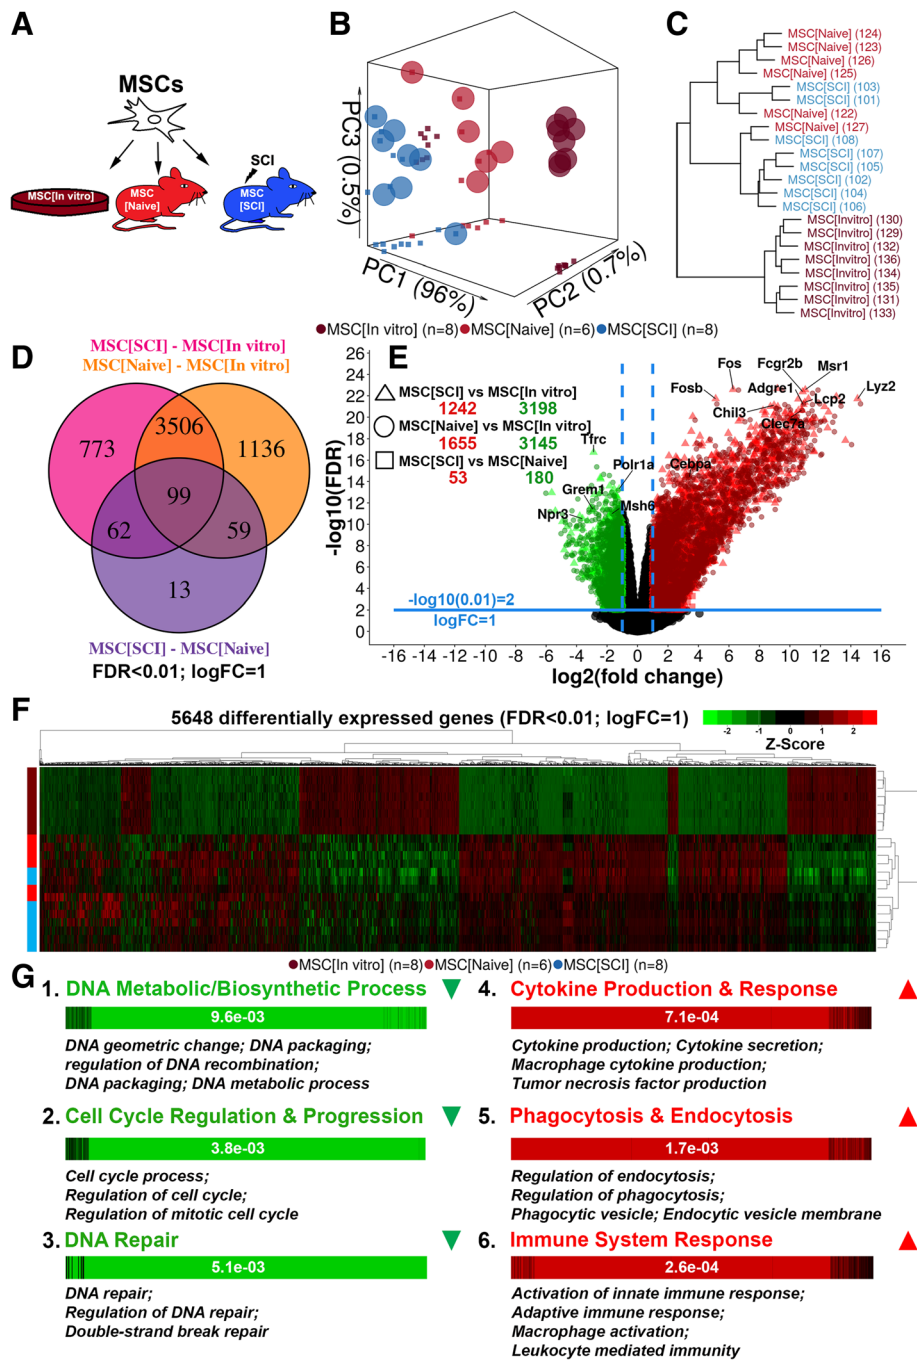 A
MSCs
SCI
MSC[In vitro]
MSC
[Naive]
MSC
[SCI]
B
PC3 (0.5%)
PC1 (96%)
PC2 (0.7%)
MSC[In vitro] (n=8) MSC[Naive] (n=6) MSC[SCI] (n=8)
C
MSC[Naive] (124)
MSC[Naive] (123)
MSC[Naive] (126)
MSC[Naive] (125)
MSC[SCI] (103)
MSC[SCI] (101)
MSC[Naive] (122)
MSC[Naive] (127)
MSC[SCI] (108)
MSC[SCI] (107)
MSC[SCI] (105)
MSC[SCI] (102)
MSC[SCI] (104)
MSC[SCI] (106)
MSC[Invitro] (130)
MSC[Invitro] (129)
MSC[Invitro] (132)
MSC[Invitro] (136)
MSC[Invitro] (134)
MSC[Invitro] (135)
MSC[Invitro] (131)
MSC[Invitro] (133)
D
MSC[SCI] - MSC[In vitro]
MSC[Naive] - MSC[In vitro]
773
3506
1136
99
62
59
13
MSC[SCI] - MSC[Naive]
FDR<0.01; logFC=1
E
-log10(FDR)
26
24
22
20
18
16
14
12
10
8
6
4
2
0
MSC[SCI] vs MSC[In vitro]
1242 3198
MSC[Naive] vs MSC[In vitro]
1655 3145
MSC[SCI] vs MSC[Naive]
53 180
Fos
Fcgr2b
Msr1
Fosb
Adgre1
Lyz2
Chil3
Lcp2
Clec7a
Tfrc
Polr1a
Cebpa
Grem1
Npr3
Msh6
-log10(0.01)=2
logFC=1
-16 -14 -12 -10 -8 -6 -4 -2 0 2 4 6 8 10 12 14 16
log2(fold change)
F
5648 differentially expressed genes (FDR<0.01; logFC=1)
-2 -1 0 1 2
Z-Score
MSC[In vitro] (n=8) MSC[Naive] (n=6) MSC[SCI] (n=8)
G
1. DNA Metabolic/Biosynthetic Process
9.6e-03
DNA geometric change; DNA packaging;
regulation of DNA recombination;
DNA packaging; DNA metabolic process
2. Cell Cycle Regulation & Progression
3.8e-03
Cell cycle process;
Regulation of cell cycle;
Regulation of mitotic cell cycle
3. DNA Repair
5.1e-03
DNA repair;
Regulation of DNA repair;
Double-strand break repair
4. Cytokine Production & Response
7.1e-04
Cytokine production; Cytokine secretion;
Macrophage cytokine production;
Tumor necrosis factor production
5. Phagocytosis & Endocytosis
1.7e-03
Regulation of endocytosis;
Regulation of phagocytosis;
Phagocytic vesicle; Endocytic vesicle membrane
6. Immune System Response
2.6e-04
Activation of innate immune response;
Adaptive immune response;
Macrophage activation;
Leukocyte mediated immunity